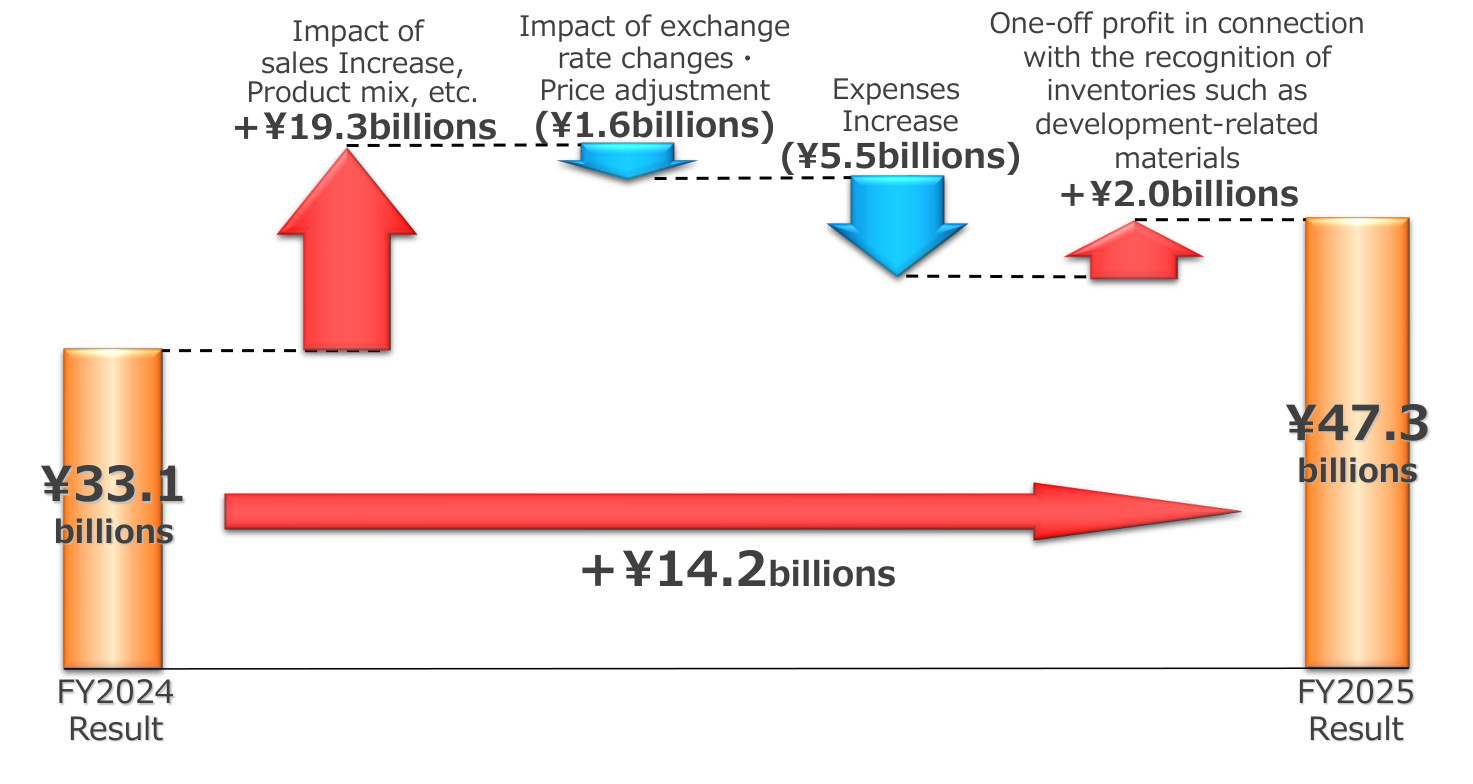 Impact of
sales Increase,
Product mix, etc.
+¥19.3billions
Impact of exchange
rate changes・
Price adjustment
(¥1.6billions)
Expenses
Increase
(¥5.5billions)
One-off profit in connection
with the recognition of
inventories such as
development-related
materials
+¥2.0billions
¥33.1
billions
+¥14.2billions
¥47.3
billions
FY2024
Result
FY2025
Result